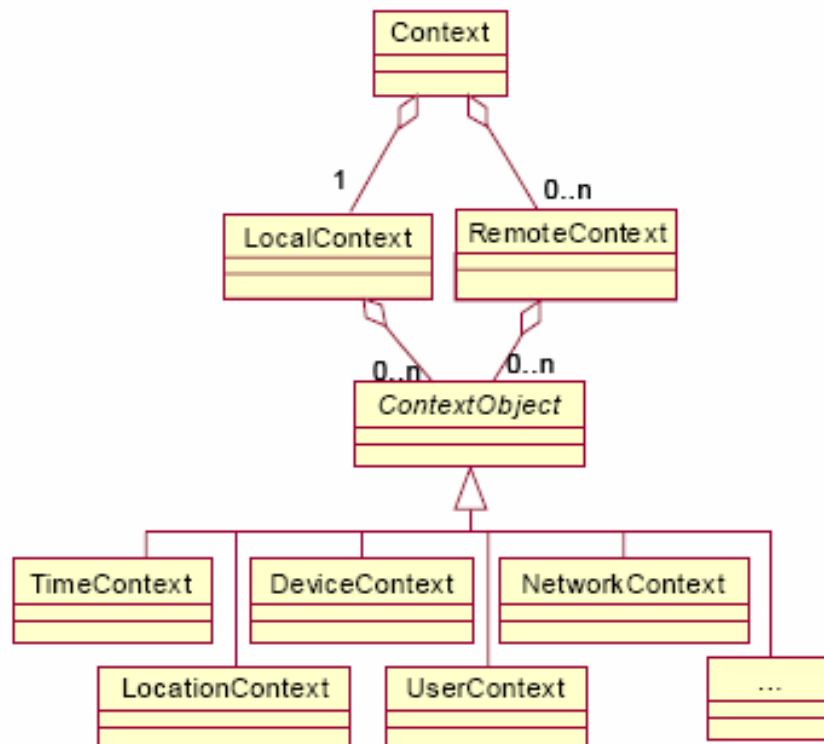 Context
1
0..n
LocalContext
RemoteContext
0..n
0..n
ContextObject
TimeContext
DeviceContext
NetworkContext
LocationContext
UserContext
...